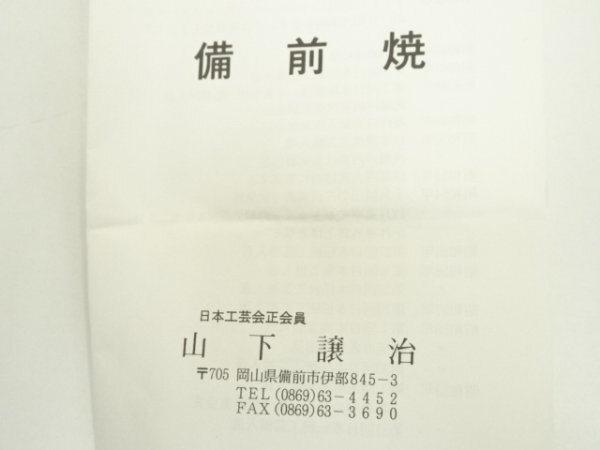 備前焼
日本工芸会正会員
山下譲治
〒705 岡山県備前市伊部845-3
TEL(0869)63-4452
FAX(0869)63-3690